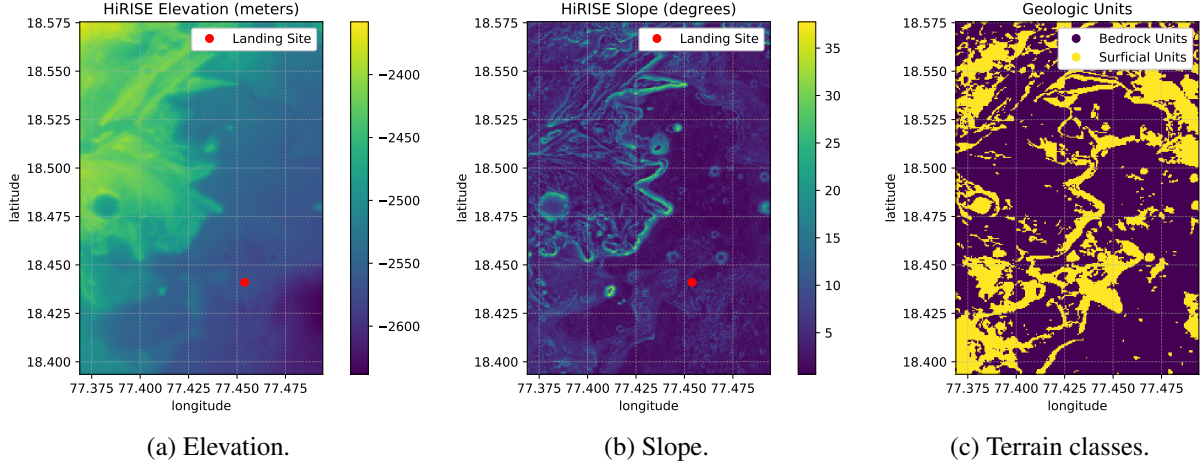 HiRISE Elevation (meters)
Landing Site
18.575
18.550
18.525
18.500
18.475
18.450
18.425
18.400
latitude
77.375 77.400 77.425 77.450 77.475
longitude
−2400
−2450
−2500
−2550
−2600
(a) Elevation.
HiRISE Slope (degrees)
Landing Site
18.575
18.550
18.525
18.500
18.475
18.450
18.425
18.400
latitude
77.375 77.400 77.425 77.450 77.475
longitude
35
30
25
20
15
10
5
(b) Slope.
Geologic Units
Bedrock Units
Surficial Units
18.575
18.550
18.525
18.500
18.475
18.450
18.425
18.400
latitude
77.375 77.400 77.425 77.450 77.475
longitude
(c) Terrain classes.